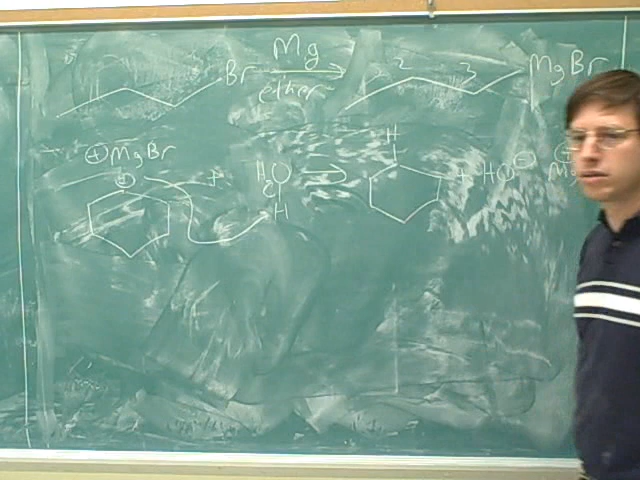 Br Mg ether 2 3 MgBr
⊕MgBr
⊖ + H O H H + HO⊖ ⊕ Mg